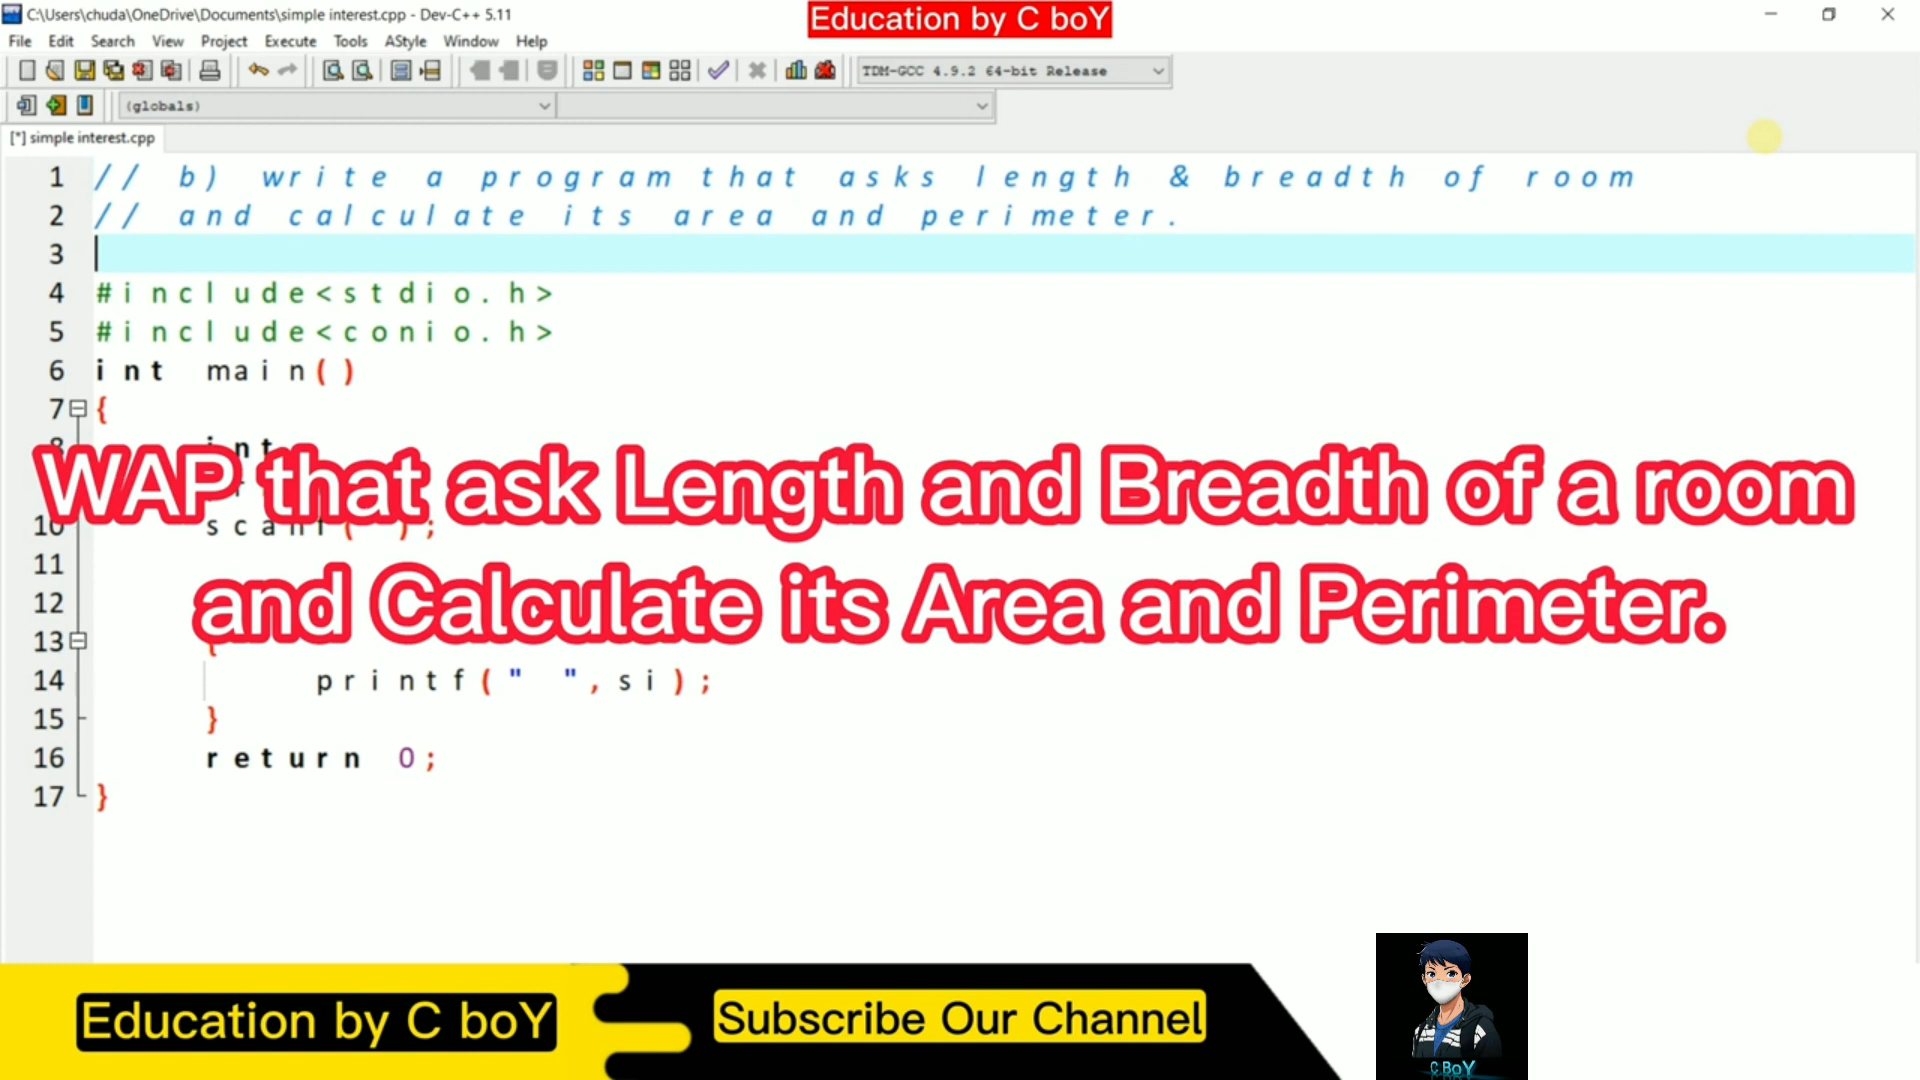 C:\Users\chuda\OneDrive\Documents\simple interest.cpp - Dev-C++ 5.11
Education by C boY
File Edit Search View Project Execute Tools AStyle Window Help
TDM-GCC 4.9.2 64-bit Release
(globals)
[*] simple interest.cpp
1 // b) write a program that asks length & breadth of room
2 // and calculate its area and perimeter.
3
4 #include<stdio.h>
5 #include<conio.h>
6 int main()
7 {
8 int
WAP that ask Length and Breadth of a room
10 scanf( );
11
and Calculate its Area and Perimeter.
12
13 {
14 printf(" ",si);
15 }
16 return 0;
17 }
Education by C boY
Subscribe Our Channel
C BoY